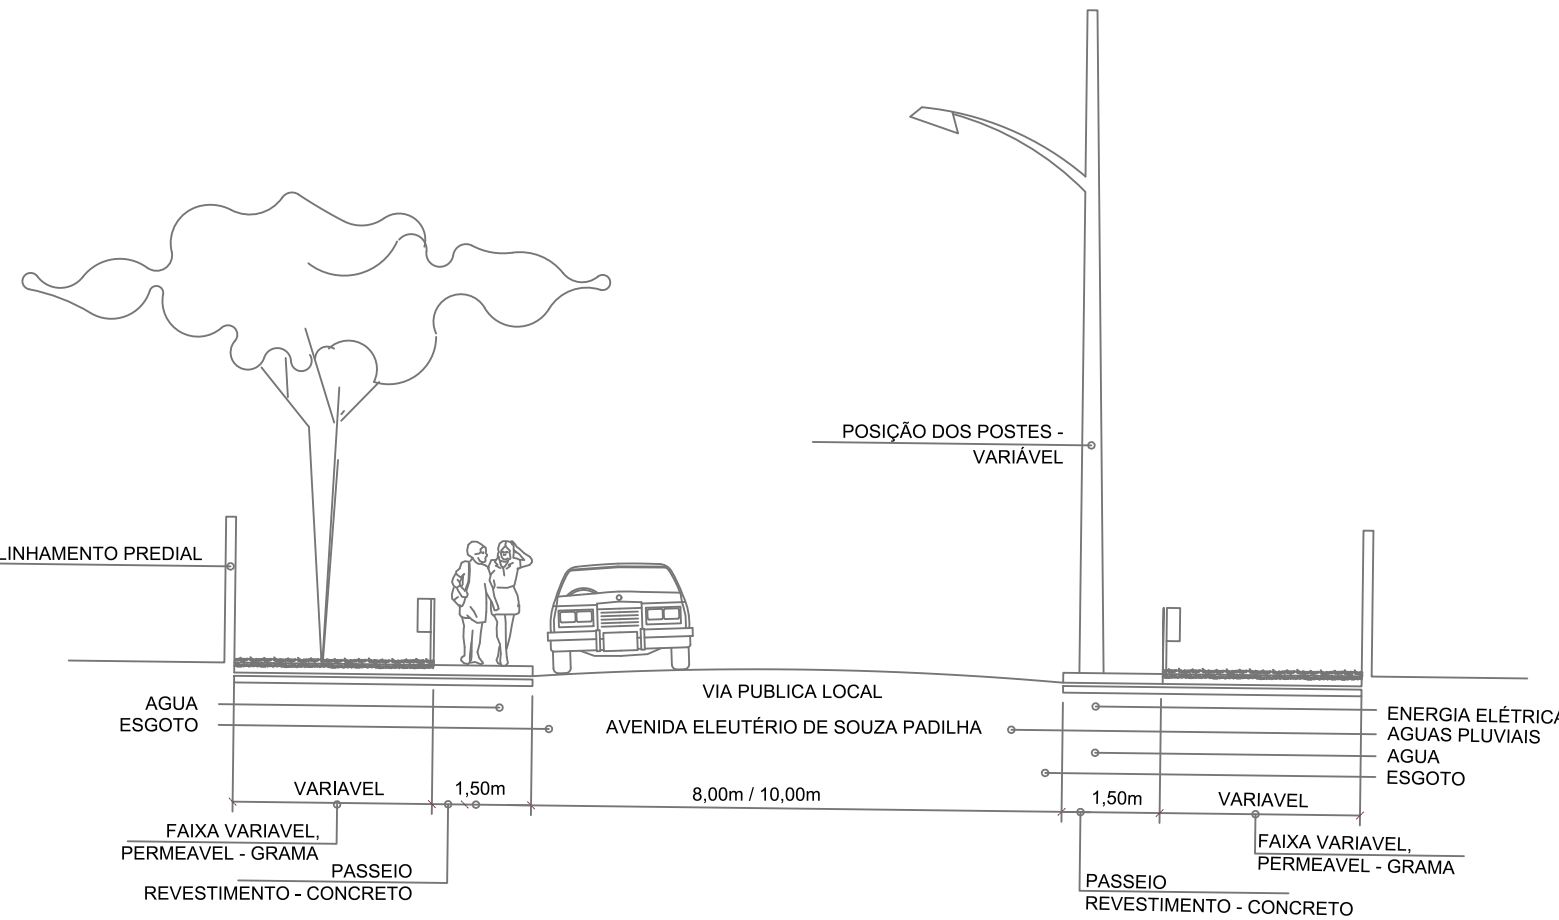 POSIÇÃO DOS POSTES -
VARIÁVEL
LINHAMENTO PREDIAL
VIA PUBLICA LOCAL
AVENIDA ELEUTÉRIO DE SOUZA PADILHA
AGUA
ESGOTO
ENERGIA ELÉTRICA
AGUAS PLUVIAIS
AGUA
ESGOTO
VARIAVEL
1,50m
8,00m / 10,00m
1,50m
VARIAVEL
FAIXA VARIAVEL,
PERMEAVEL - GRAMA
PASSEIO
REVESTIMENTO - CONCRETO
FAIXA VARIAVEL,
PERMEAVEL - GRAMA
PASSEIO
REVESTIMENTO - CONCRETO